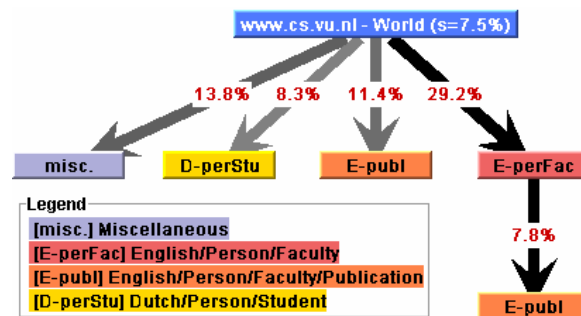 www.cs.vu.nl - World (s=7.5%)
13.8% 8.3% 11.4% 29.2%
misc. D-perStu E-publ E-perFac
Legend
[misc.] Miscellaneous
[E-perFac] English/Person/Faculty
[E-publ] English/Person/Faculty/Publication
[D-perStu] Dutch/Person/Student
7.8%
E-publ